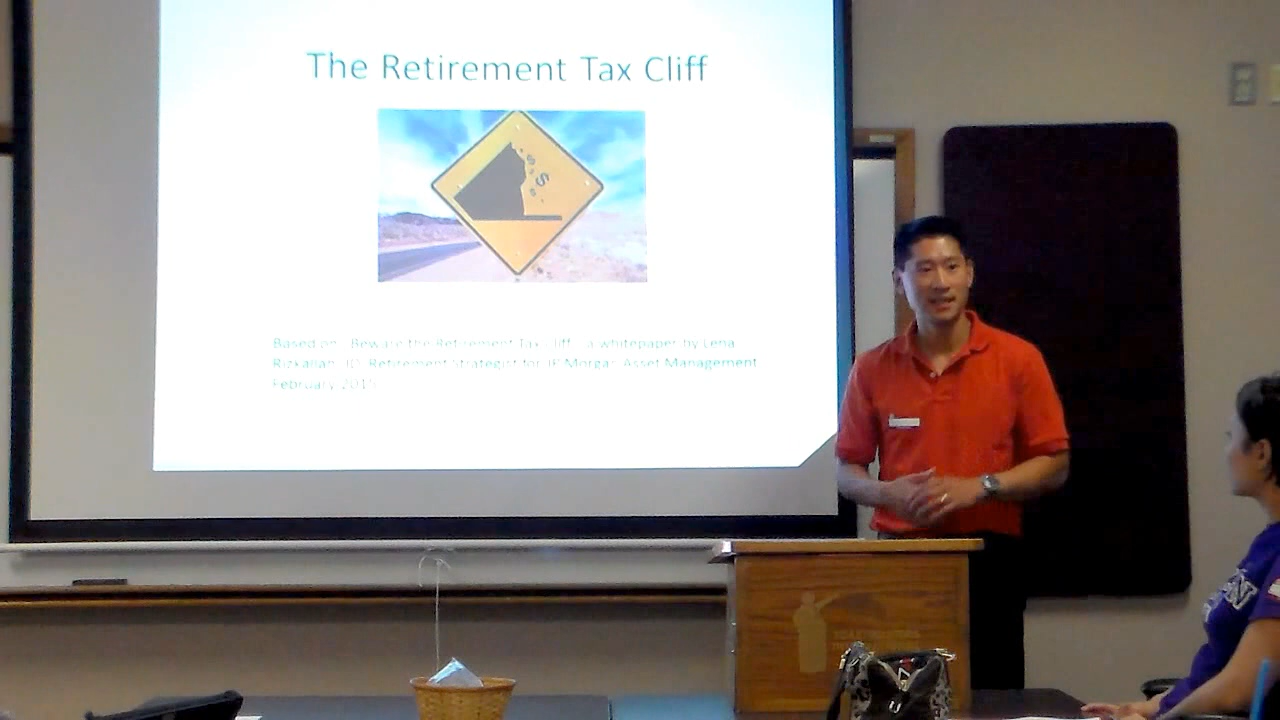 The Retirement Tax Cliff
$
$
Based on "Beware the Retirement Tax Cliff" a whitepaper by Lena
Rizkallah, JD, Retirement Strategist for JP Morgan Asset Management
February 2015